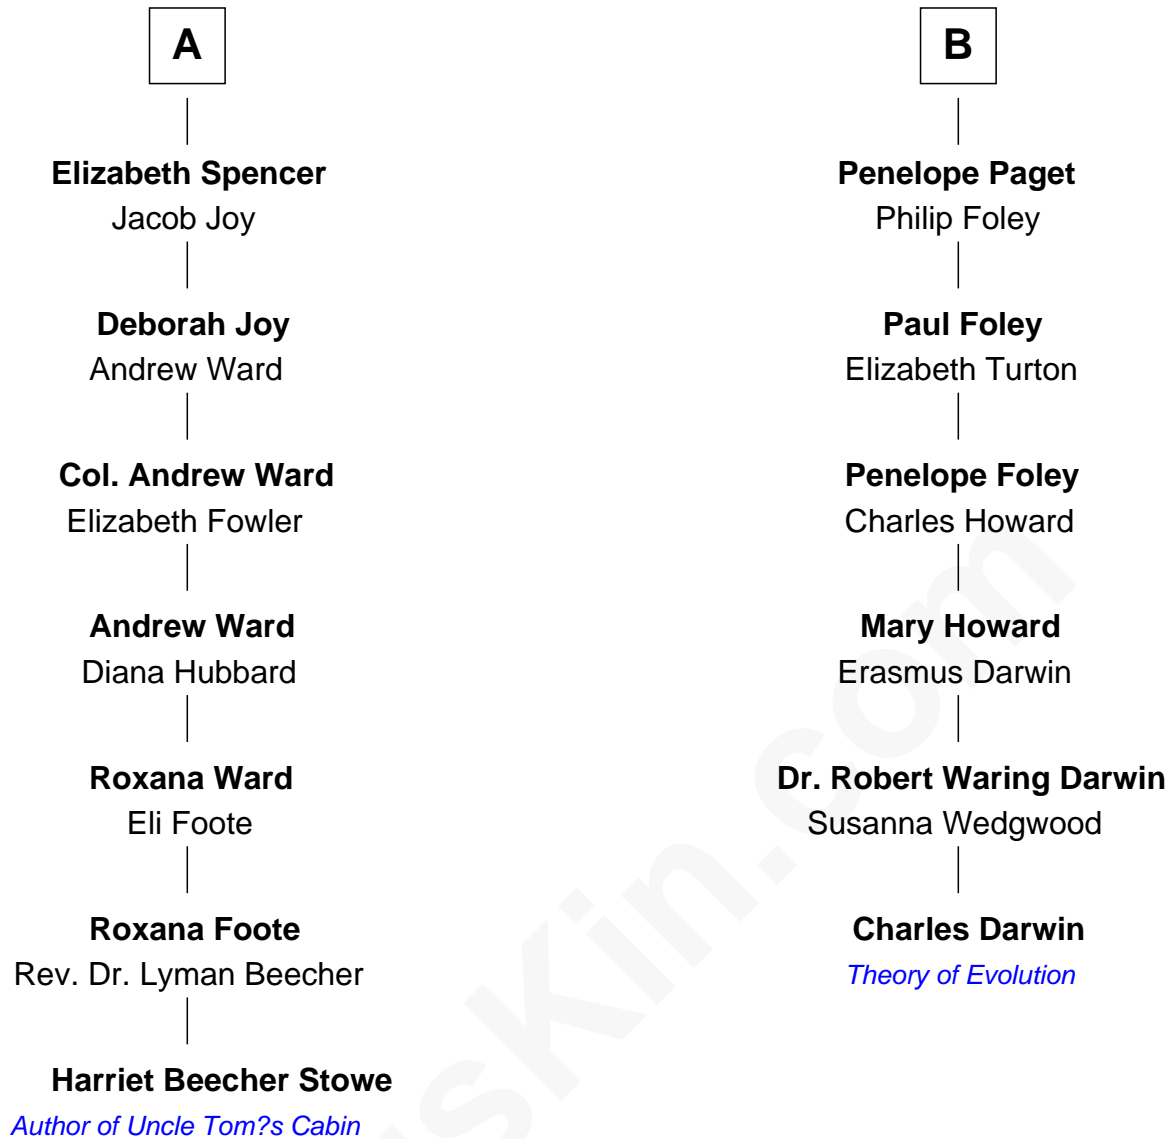 A
Elizabeth Spencer
Jacob Joy
Deborah Joy
Andrew Ward
Col. Andrew Ward
Elizabeth Fowler
Andrew Ward
Diana Hubbard
Roxana Ward
Eli Foote
Roxana Foote
Rev. Dr. Lyman Beecher
Harriet Beecher Stowe
Author of Uncle Tom?s Cabin
B
Penelope Paget
Philip Foley
Paul Foley
Elizabeth Turton
Penelope Foley
Charles Howard
Mary Howard
Erasmus Darwin
Dr. Robert Waring Darwin
Susanna Wedgwood
Charles Darwin
Theory of Evolution
sKin.com